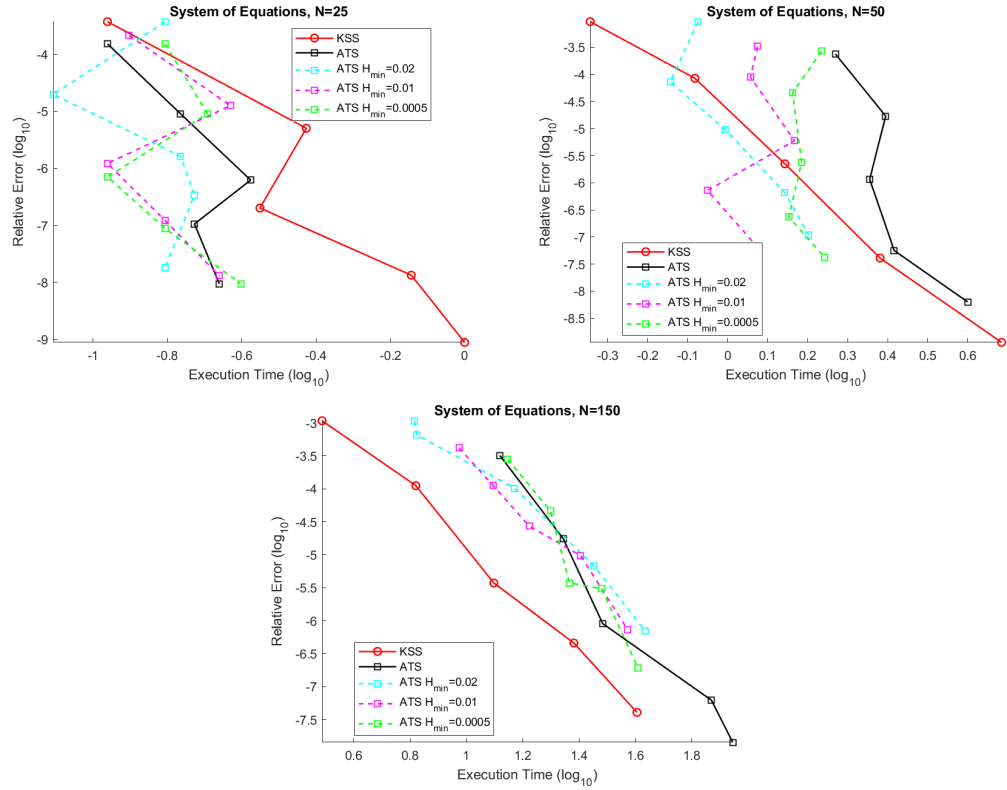 System of Equations, N=25
KSS
ATS
ATS H_min=0.02
ATS H_min=0.01
ATS H_min=0.0005
-4
-5
-6
-7
-8
-9
Relative Error (log_10)
-1
-0.8
-0.6
-0.4
-0.2
0
Execution Time (log_10)
System of Equations, N=50
-3.5
-4
-4.5
-5
-5.5
-6
-6.5
-7
-7.5
-8
-8.5
Relative Error (log_10)
KSS
ATS
ATS H_min=0.02
ATS H_min=0.01
ATS H_min=0.0005
-0.3
-0.2
-0.1
0
0.1
0.2
0.3
0.4
0.5
0.6
Execution Time (log_10)
System of Equations, N=150
-3
-3.5
-4
-4.5
-5
-5.5
-6
-6.5
-7
-7.5
Relative Error (log_10)
KSS
ATS
ATS H_min=0.02
ATS H_min=0.01
ATS H_min=0.0005
0.6
0.8
1
1.2
1.4
1.6
1.8
Execution Time (log_10)